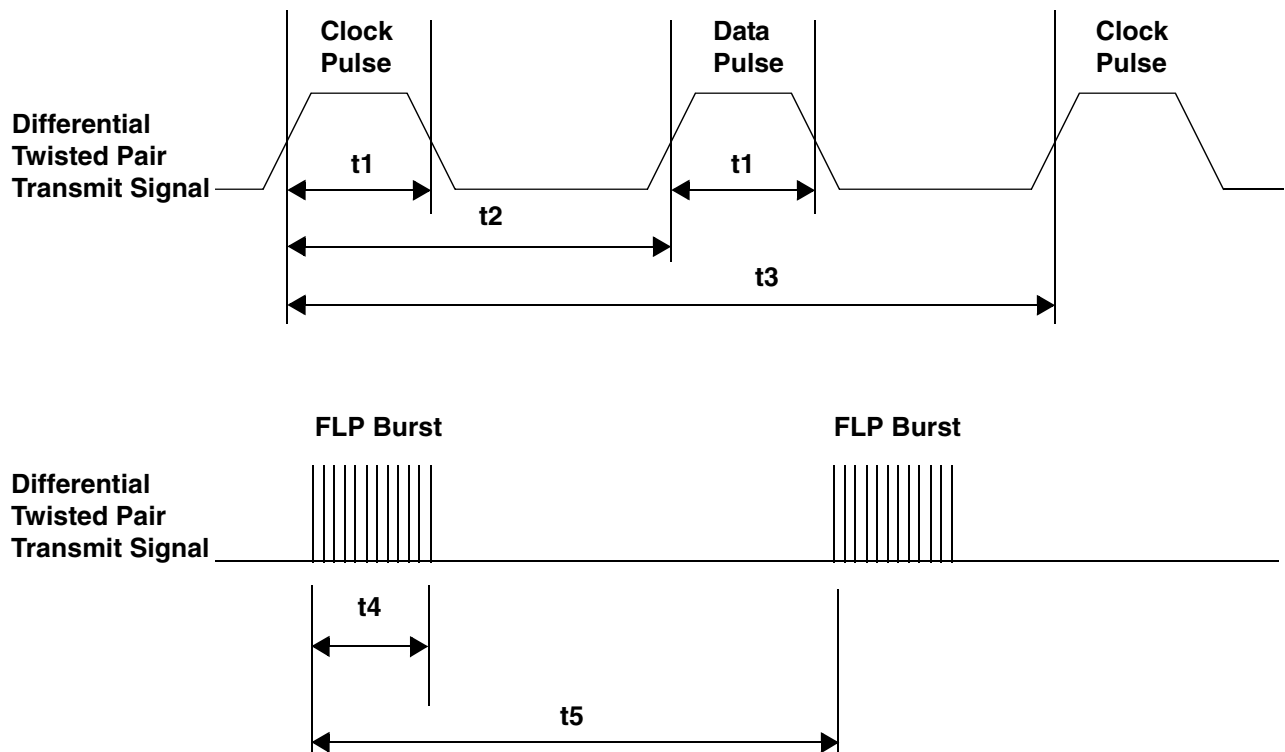 Clock
Pulse
Data
Pulse
Clock
Pulse
Differential
Twisted Pair
Transmit Signal
t1
t1
t2
t3
FLP Burst
FLP Burst
Differential
Twisted Pair
Transmit Signal
t4
t5